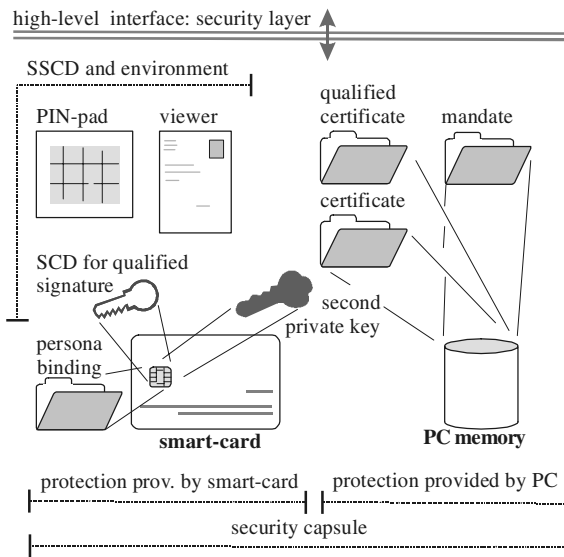 high-level interface: security layer
SSCD and environment
PIN-pad
viewer
qualified
certificate
mandate
certificate
SCD for qualified
signature
second
private key
persona
binding
smart-card
PC memory
protection prov. by smart-card
protection provided by PC
security capsule